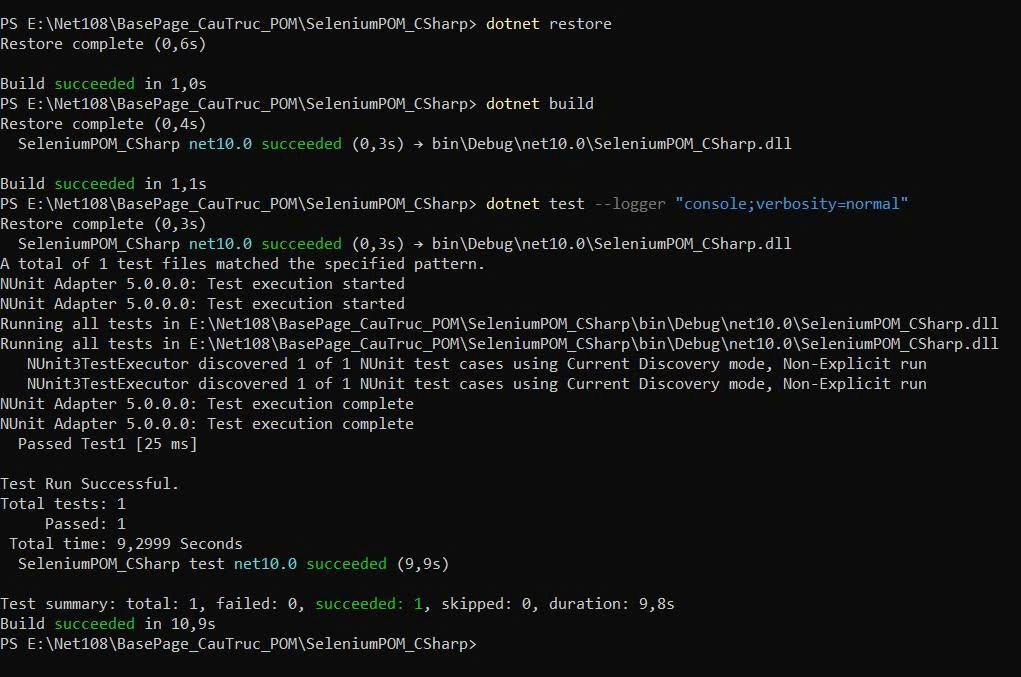 PS E:\Net108\BasePage_CauTruc_POM\SeleniumPOM_CSharp> dotnet restore
Restore complete (0,6s)
Build succeeded in 1,0s
PS E:\Net108\BasePage_CauTruc_POM\SeleniumPOM_CSharp> dotnet build
Restore complete (0,4s)
SeleniumPOM_CSharp net10.0 succeeded (0,3s) → bin\Debug\net10.0\SeleniumPOM_CSharp.dll
Build succeeded in 1,1s
PS E:\Net108\BasePage_CauTruc_POM\SeleniumPOM_CSharp> dotnet test --logger "console;verbosity=normal"
Restore complete (0,3s)
SeleniumPOM_CSharp net10.0 succeeded (0,3s) → bin\Debug\net10.0\SeleniumPOM_CSharp.dll
A total of 1 test files matched the specified pattern.
NUnit Adapter 5.0.0.0: Test execution started
NUnit Adapter 5.0.0.0: Test execution started
Running all tests in E:\Net108\BasePage_CauTruc_POM\SeleniumPOM_CSharp\bin\Debug\net10.0\SeleniumPOM_CSharp.dll
Running all tests in E:\Net108\BasePage_CauTruc_POM\SeleniumPOM_CSharp\bin\Debug\net10.0\SeleniumPOM_CSharp.dll
NUnit3TestExecutor discovered 1 of 1 NUnit test cases using Current Discovery mode, Non-Explicit run
NUnit3TestExecutor discovered 1 of 1 NUnit test cases using Current Discovery mode, Non-Explicit run
NUnit Adapter 5.0.0.0: Test execution complete
NUnit Adapter 5.0.0.0: Test execution complete
Passed Test1 [25 ms]
Test Run Successful.
Total tests: 1
Passed: 1
Total time: 9,2999 Seconds
SeleniumPOM_CSharp test net10.0 succeeded (9,9s)
Test summary: total: 1, failed: 0, succeeded: 1, skipped: 0, duration: 9,8s
Build succeeded in 10,9s
PS E:\Net108\BasePage_CauTruc_POM\SeleniumPOM_CSharp>